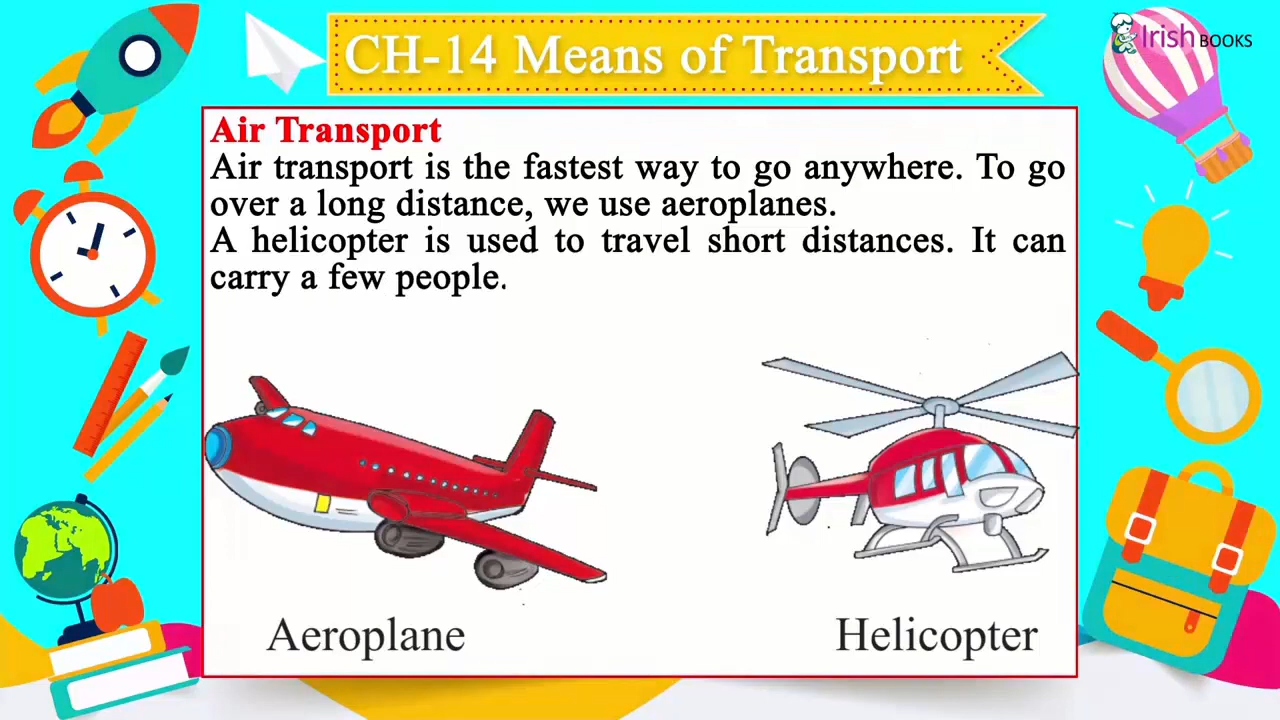 CH-14 Means of Transport
Irish BOOKS
Air Transport
Air transport is the fastest way to go anywhere. To go
over a long distance, we use aeroplanes.
A helicopter is used to travel short distances. It can
carry a few people.
Aeroplane
Helicopter